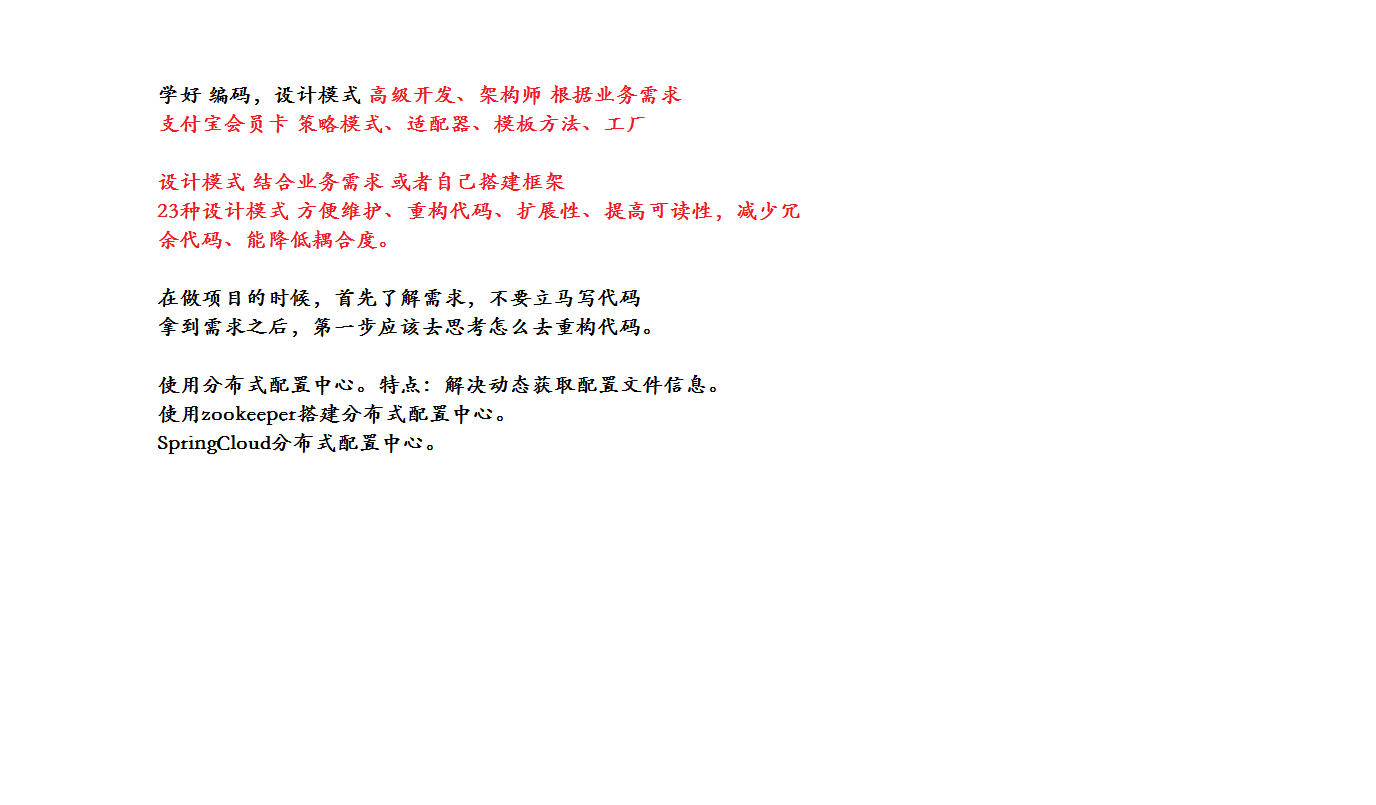 学好 编码，设计模式 高级开发、架构师 根据业务需求
支付宝会员卡 策略模式、适配器、模板方法、工厂
设计模式 结合业务需求 或者自己搭建框架
23种设计模式 方便维护、重构代码、扩展性、提高可读性，减少冗
余代码、能降低耦合度。
在做项目的时候，首先了解需求，不要立马写代码
拿到需求之后，第一步应该去思考怎么去重构代码。
使用分布式配置中心。特点：解决动态获取配置文件信息。
使用zookeeper搭建分布式配置中心。
SpringCloud分布式配置中心。